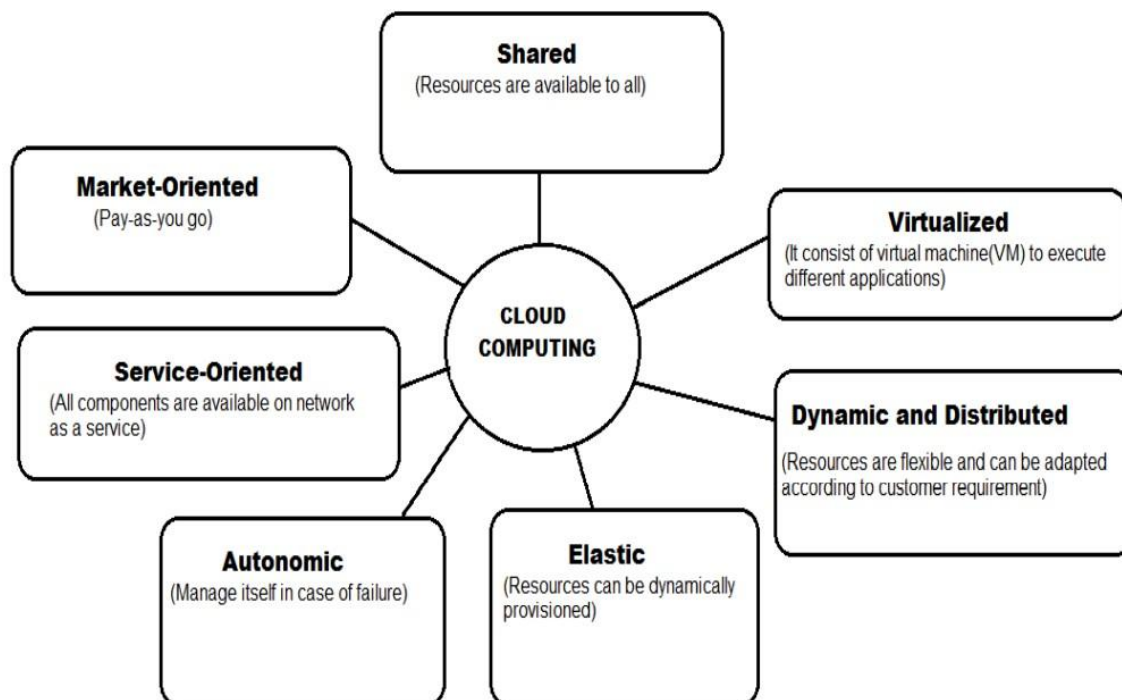 Shared
(Resources are available to all)
Market-Oriented
(Pay-as-you go)
Virtualized
(It consist of virtual machine(VM) to execute
different applications)
CLOUD
COMPUTING
Service-Oriented
(All components are available on network
as a service)
Dynamic and Distributed
(Resources are flexible and can be adapted
according to customer requirement)
Autonomic
(Manage itself in case of failure)
Elastic
(Resources can be dynamically
provisioned)